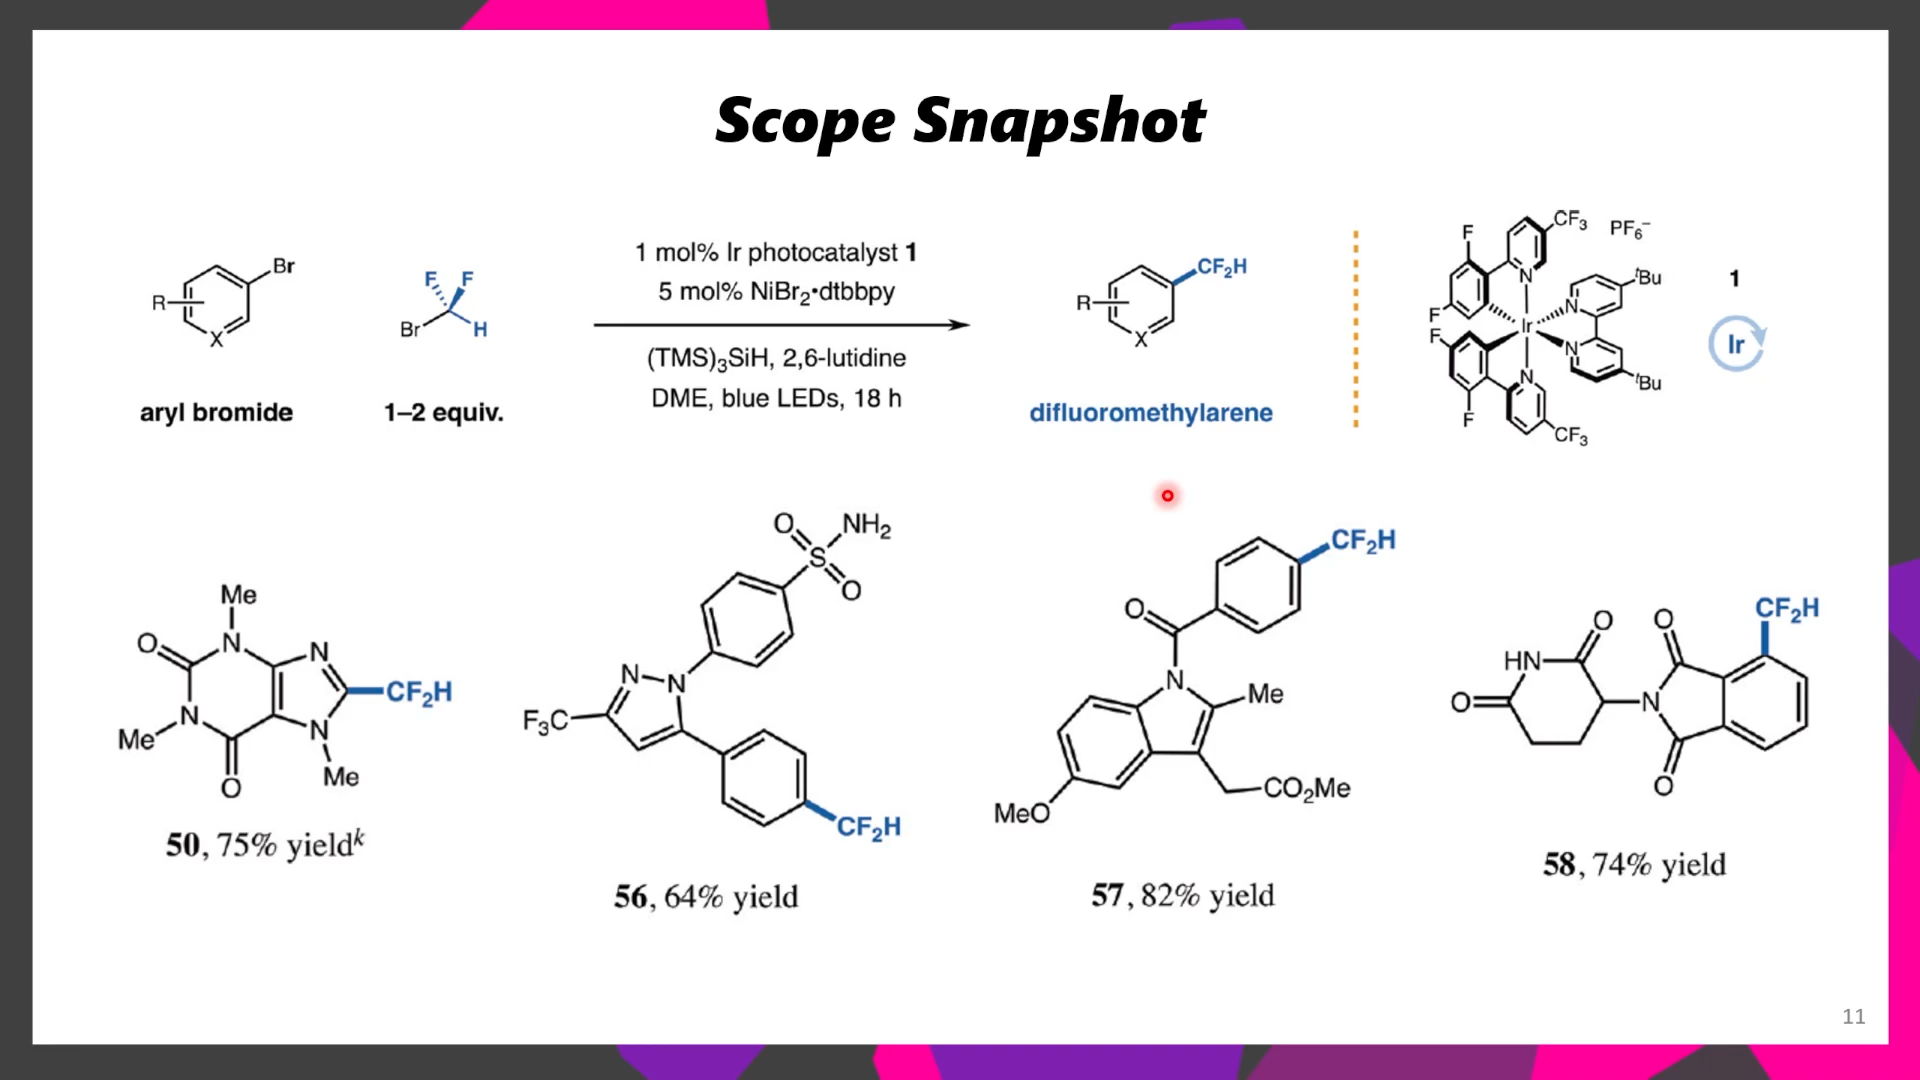 Scope Snapshot
R
Br
X
aryl bromide
F F
Br H
1–2 equiv.
1 mol% Ir photocatalyst 1
5 mol% NiBr₂•dtbbpy
(TMS)₃SiH, 2,6-lutidine
DME, blue LEDs, 18 h
R
CF₂H
X
difluoromethylarene
F
CF₃
PF₆⁻
N
F
F
Ir
N
N
N
F
CF₃
ᵗBu
ᵗBu
1
Ir
Me
O
N
N
CF₂H
Me
N
N
O
Me
50, 75% yieldᵏ
O
NH₂
S
O
N
N
F₃C
CF₂H
56, 64% yield
CF₂H
O
N
Me
MeO
CO₂Me
57, 82% yield
CF₂H
O
O
HN
O
N
O
58, 74% yield
11